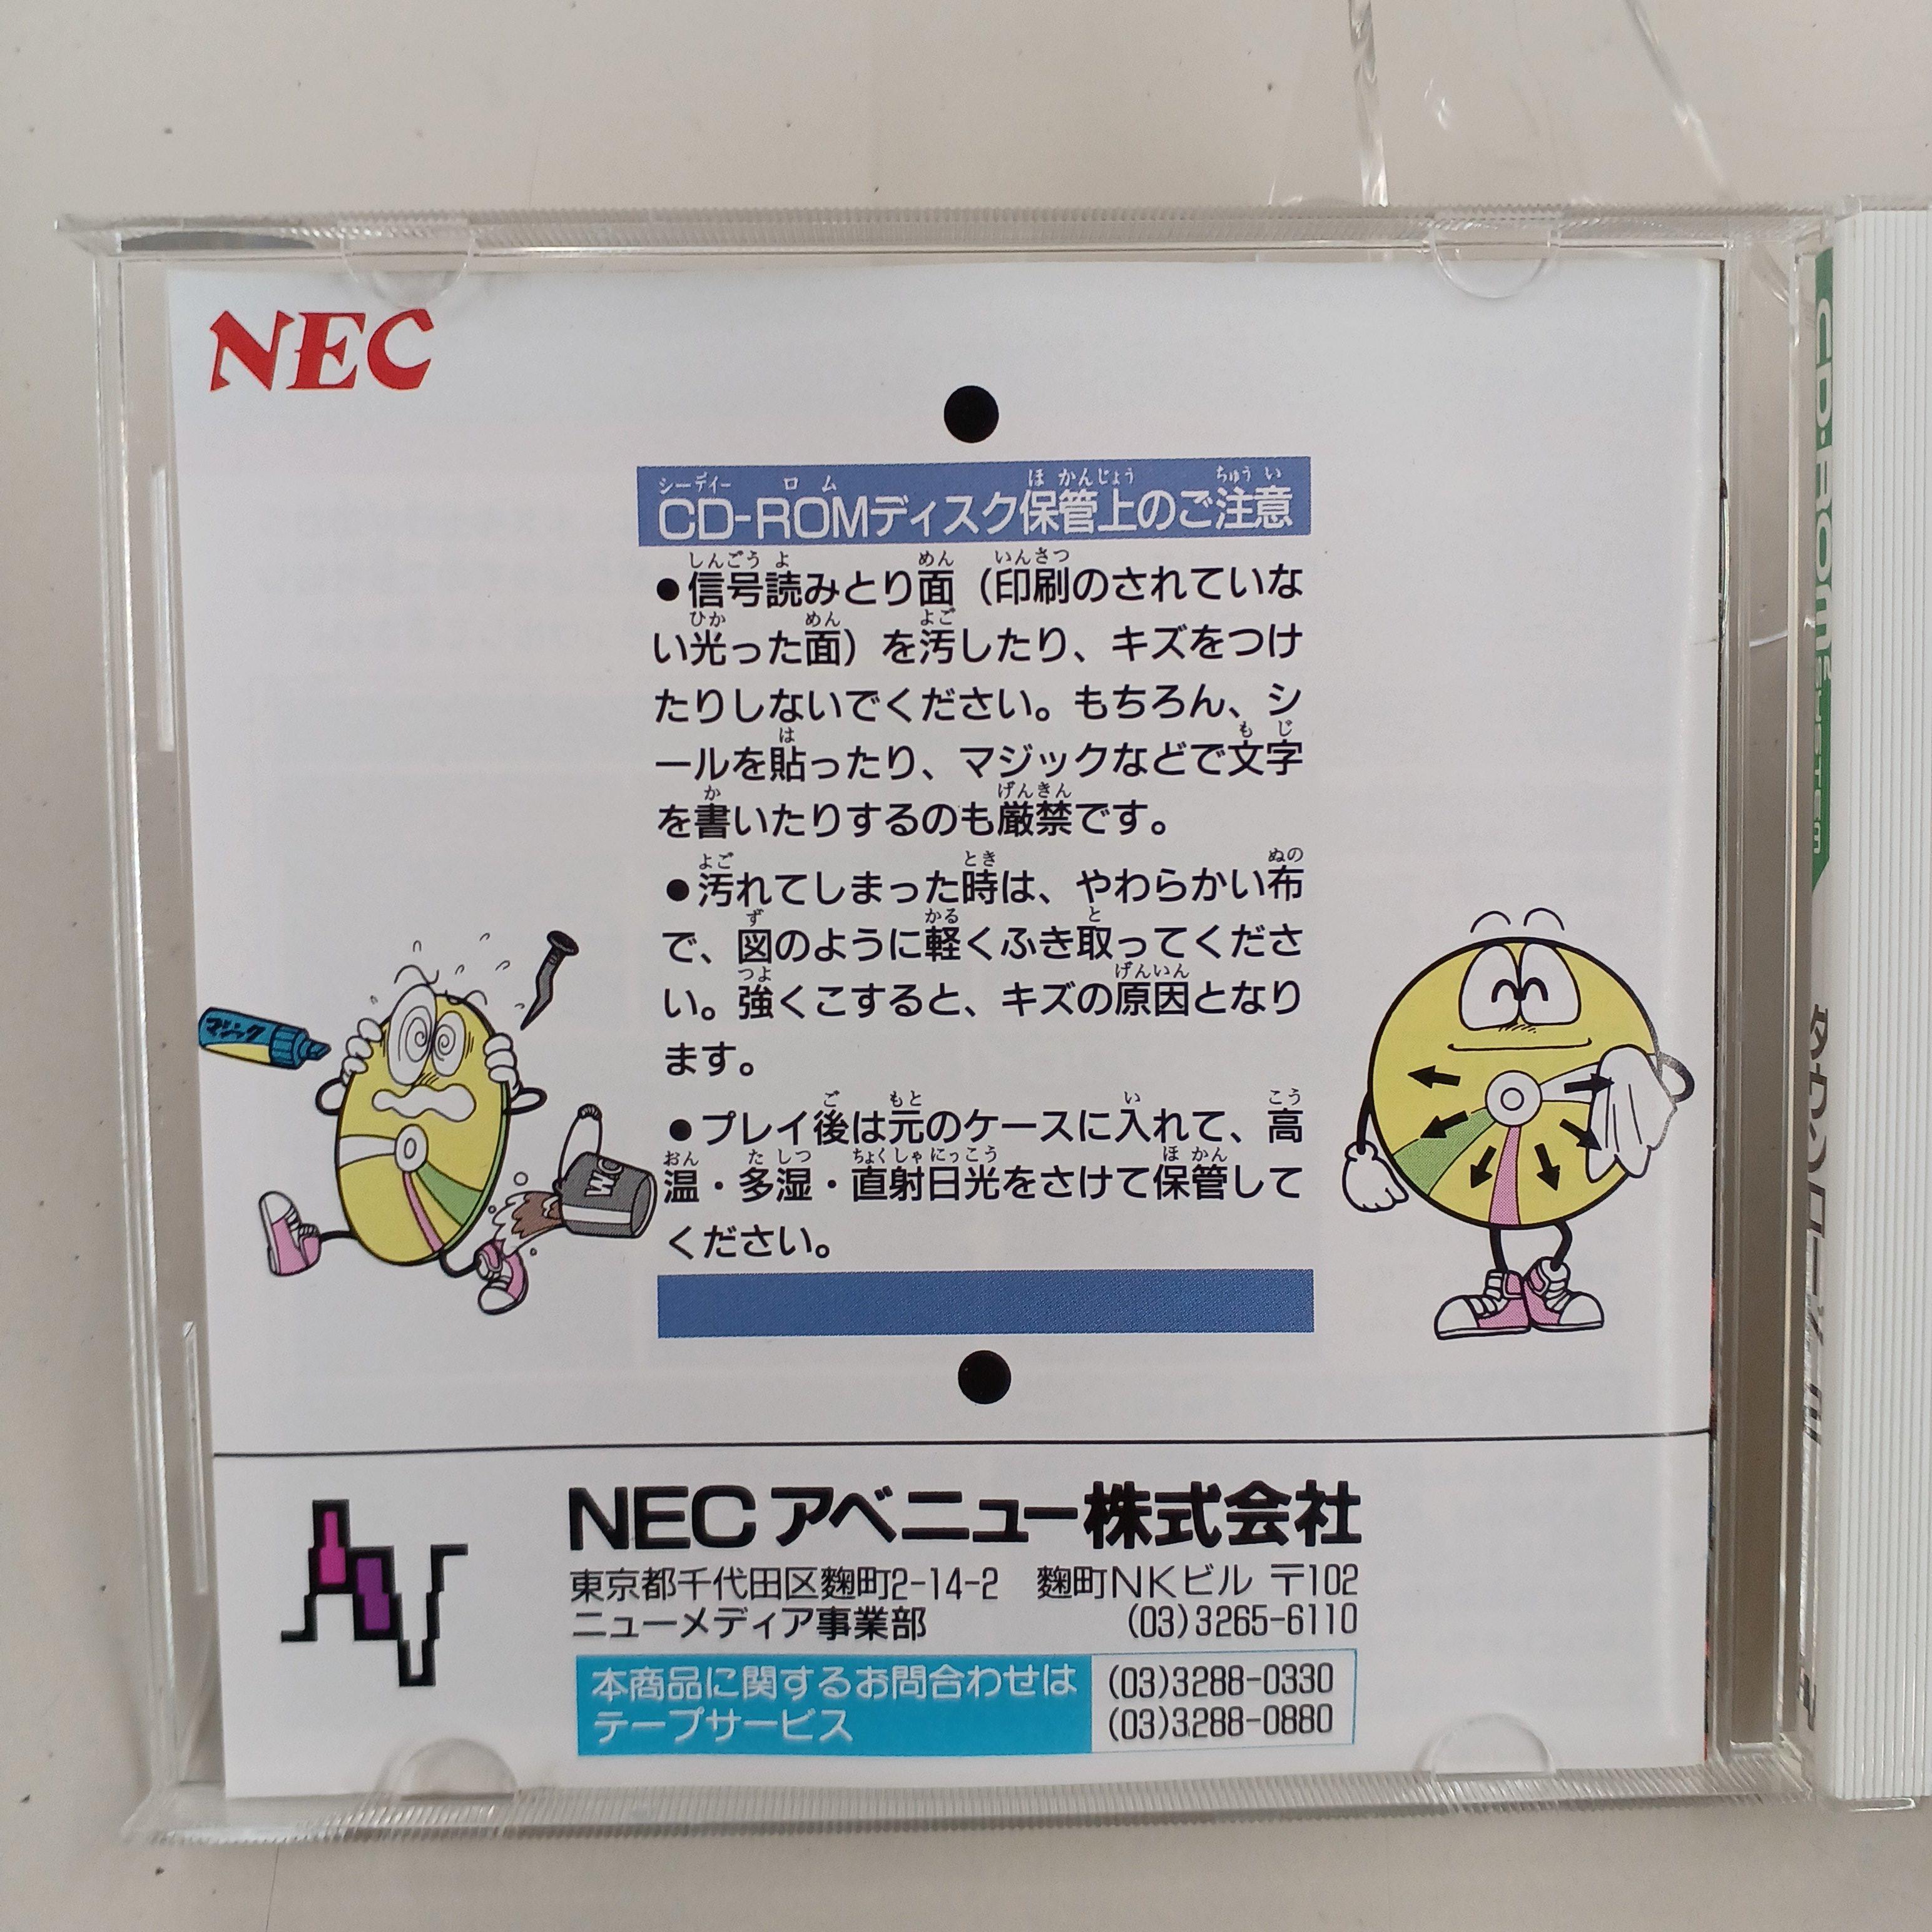 NEC
CD-ROMディスク保管上のご注意
●信号読みとり面（印刷のされていな
い光った面）を汚したり、キズをつけ
たりしないでください。もちろん、シ
ールを貼ったり、マジックなどで文字
を書いたりするのも厳禁です。
●汚れてしまった時は、やわらかい布
で、図のように軽くふき取ってくださ
い。強くこすると、キズの原因となり
ます。
●プレイ後は元のケースに入れて、高
温・多湿・直射日光をさけて保管して
ください。
マジック
WC
NECアベニュー株式会社
東京都千代田区麹町2-14-2 麹町NKビル 〒102
ニューメディア事業部 (03)3265-6110
本商品に関するお問合わせは (03)3288-0330
テープサービス (03)3288-0880
CD-ROM² SYSTEM